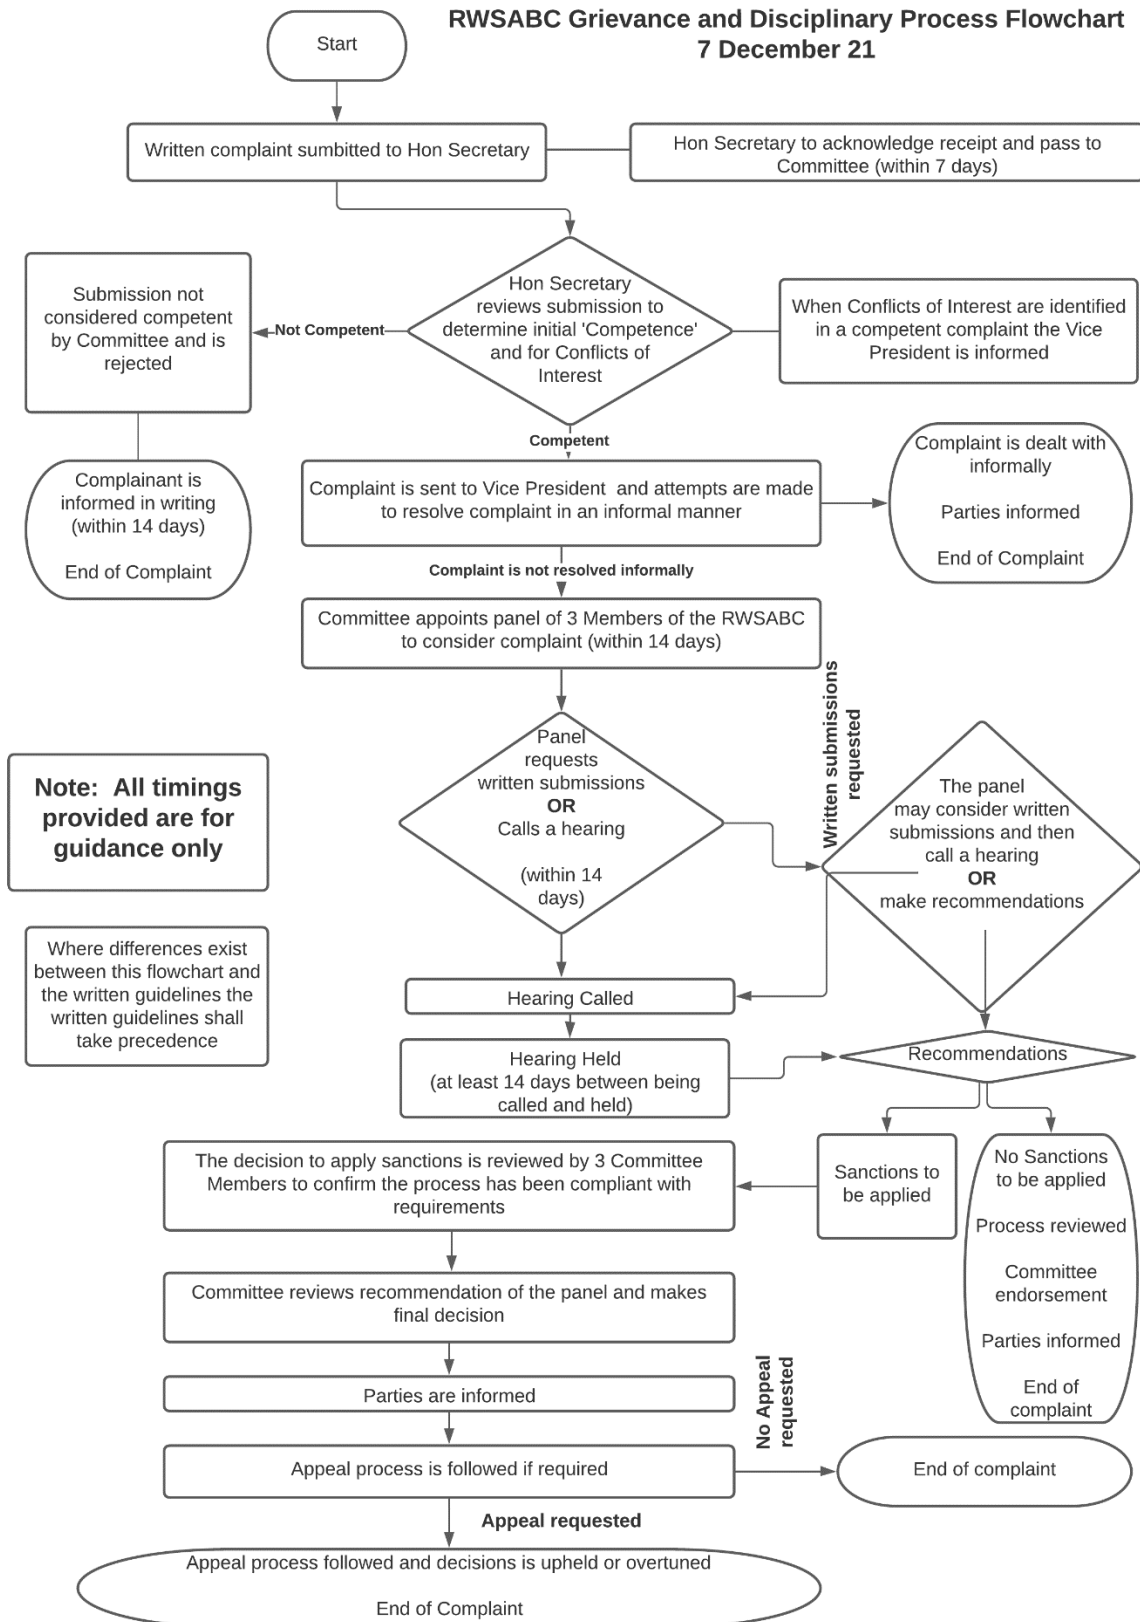 RWSABC Grievance and Disciplinary Process Flowchart
7 December 21
Start
Written complaint sumbitted to Hon Secretary
Hon Secretary to acknowledge receipt and pass to
Committee (within 7 days)
Hon Secretary
reviews submission to
determine initial 'Competence'
and for Conflicts of
Interest
Not Competent
Submission not
considered competent
by Committee and is
rejected
When Conflicts of Interest are identified
in a competent complaint the Vice
President is informed
Complainant is
informed in writing
(within 14 days)
End of Complaint
Competent
Complaint is sent to Vice President  and attempts are made
to resolve complaint in an informal manner
Complaint is dealt with
informally
Parties informed
End of Complaint
Complaint is not resolved informally
Committee appoints panel of 3 Members of the RWSABC
to consider complaint (within 14 days)
Panel
requests
written submissions
OR
Calls a hearing
(within 14
days)
Written submissions
requested
The panel
may consider written
submissions and then
call a hearing
OR
make recommendations
Note:  All timings
provided are for
guidance only
Where differences exist
between this flowchart and
the written guidelines the
written guidelines shall
take precedence
Hearing Called
Hearing Held
(at least 14 days between being
called and held)
Recommendations
Sanctions to
be applied
No Sanctions
to be applied
Process reviewed
Committee
endorsement
Parties informed
End of
complaint
The decision to apply sanctions is reviewed by 3 Committee
Members to confirm the process has been compliant with
requirements
Committee reviews recommendation of the panel and makes
final decision
Parties are informed
No Appeal
requested
Appeal process is followed if required
End of complaint
Appeal requested
Appeal process followed and decisions is upheld or overtuned
End of Complaint